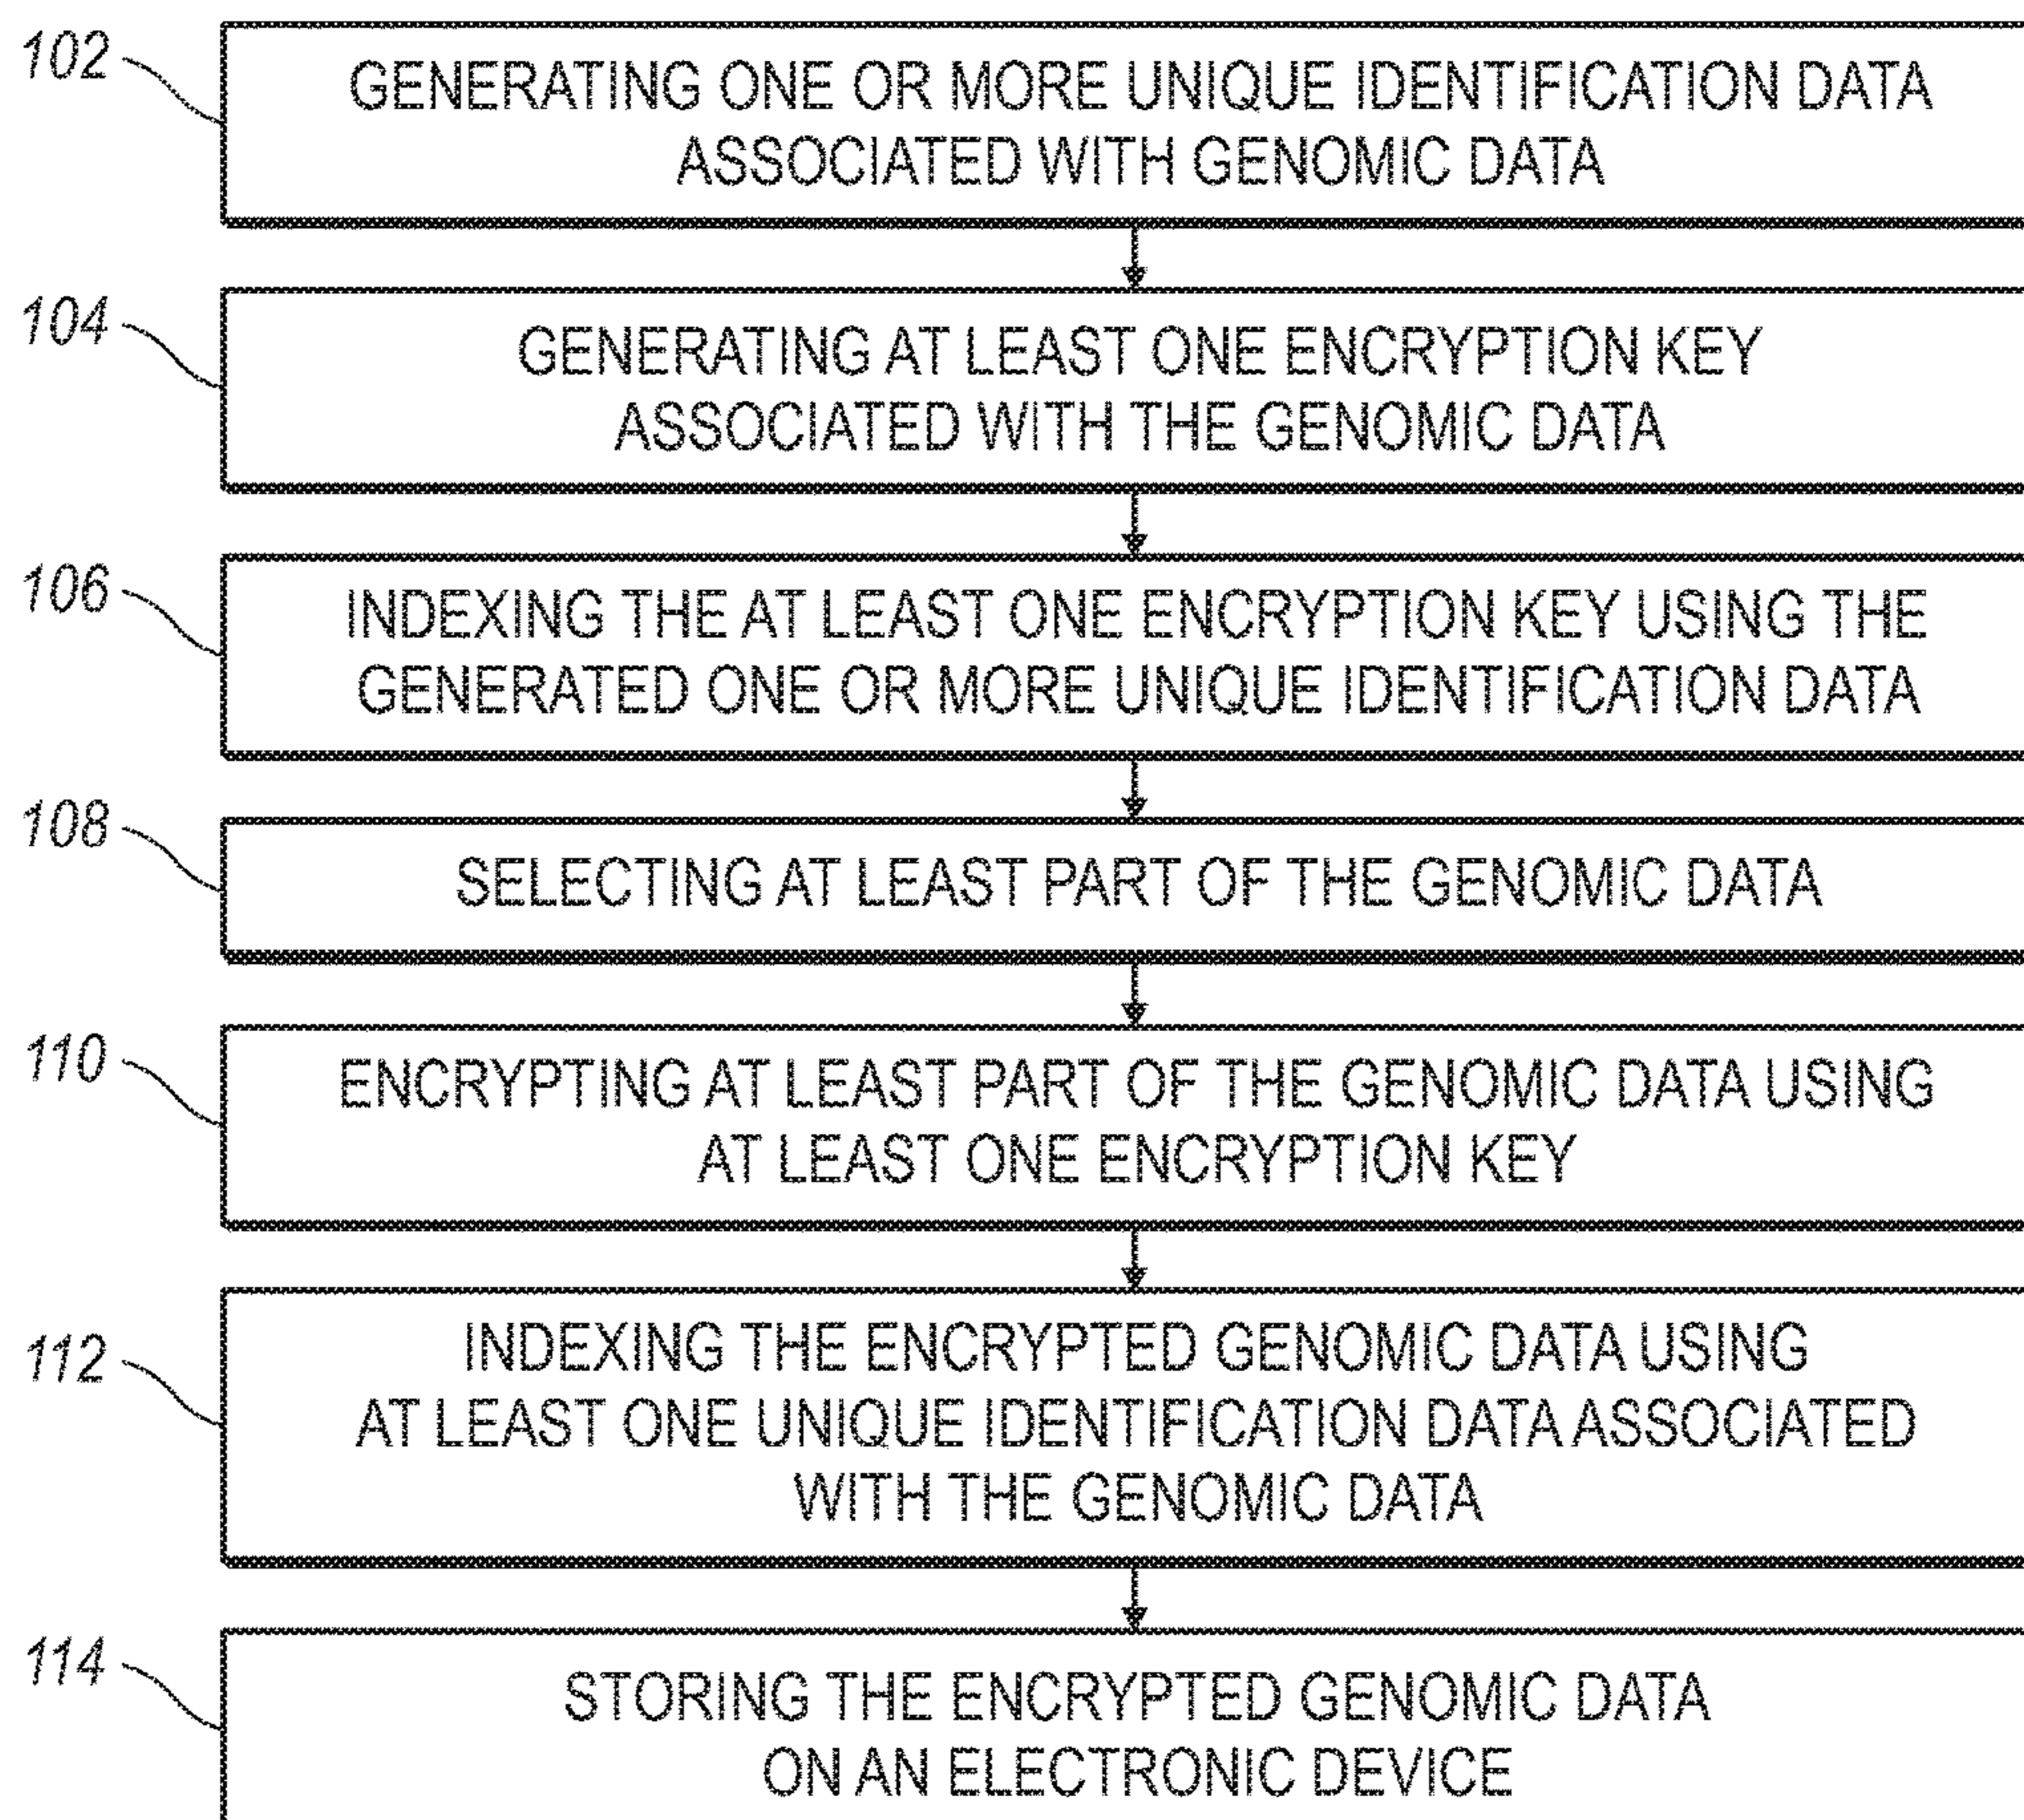 102
GENERATING ONE OR MORE UNIQUE IDENTIFICATION DATA
ASSOCIATED WITH GENOMIC DATA
104
GENERATING AT LEAST ONE ENCRYPTION KEY
ASSOCIATED WITH THE GENOMIC DATA
106
INDEXING THE AT LEAST ONE ENCRYPTION KEY USING THE
GENERATED ONE OR MORE UNIQUE IDENTIFICATION DATA
108
SELECTING AT LEAST PART OF THE GENOMIC DATA
110
ENCRYPTING AT LEAST PART OF THE GENOMIC DATA USING
AT LEAST ONE ENCRYPTION KEY
112
INDEXING THE ENCRYPTED GENOMIC DATA USING
AT LEAST ONE UNIQUE IDENTIFICATION DATA ASSOCIATED
WITH THE GENOMIC DATA
114
STORING THE ENCRYPTED GENOMIC DATA
ON AN ELECTRONIC DEVICE